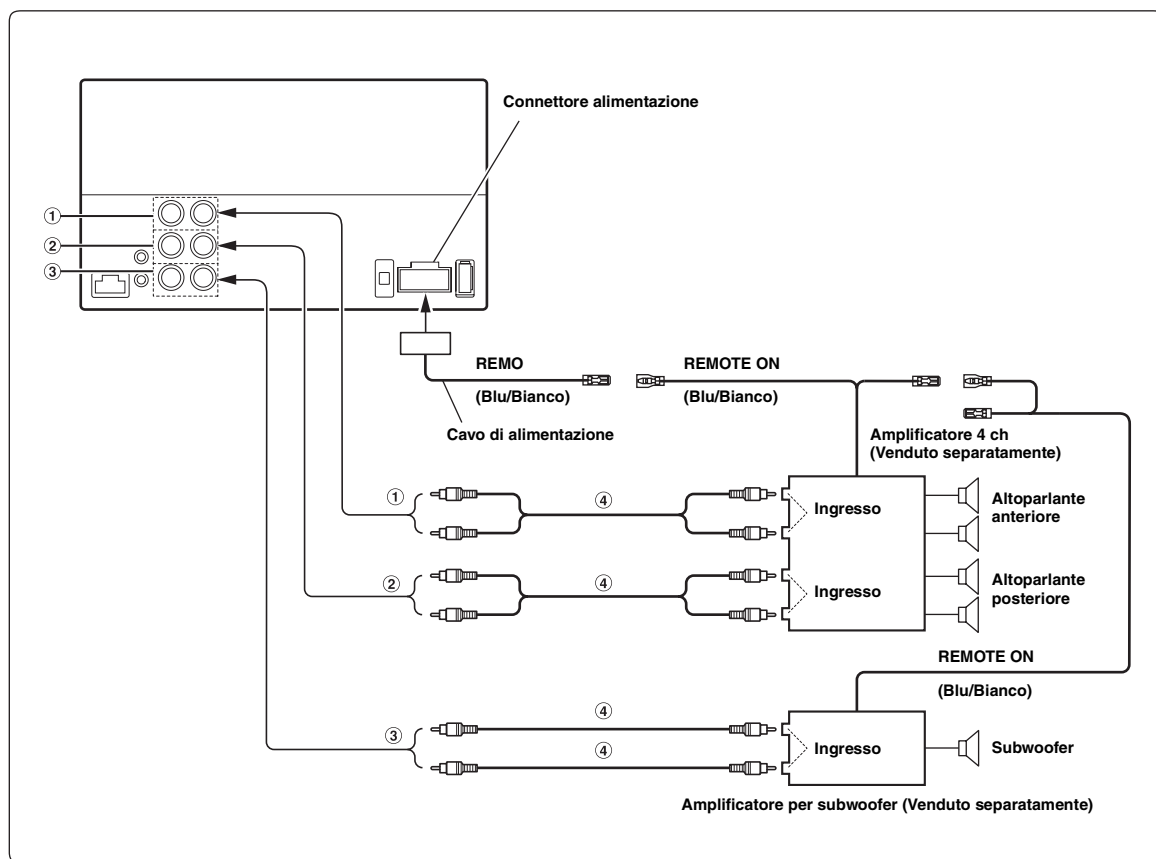 Connettore alimentazione
①
②
③
REMO
(Blu/Bianco)
REMOTE ON
(Blu/Bianco)
Cavo di alimentazione
Amplificatore 4 ch
(Venduto separatamente)
①
④
Ingresso
Altoparlante
anteriore
②
④
Ingresso
Altoparlante
posteriore
REMOTE ON
(Blu/Bianco)
③
④
④
Ingresso
Subwoofer
Amplificatore per subwoofer (Venduto separatamente)